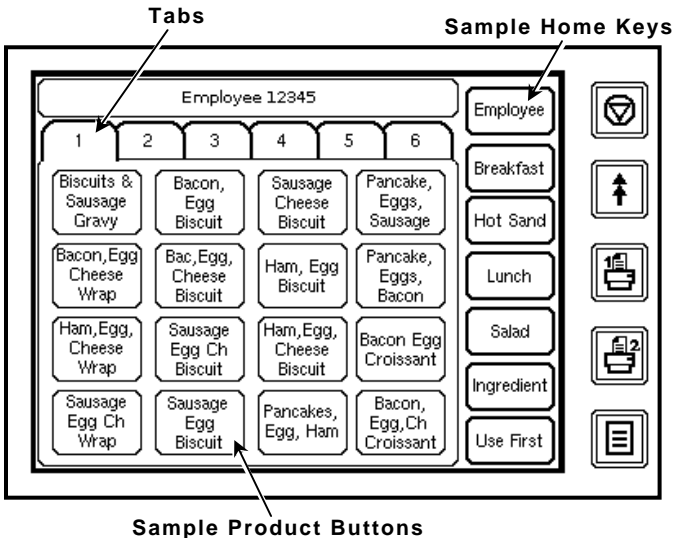 Tabs
Sample Home Keys
Employee 12345
Employee
1 2 3 4 5 6
Breakfast
Biscuits &
Sausage
Gravy
Bacon,
Egg
Biscuit
Sausage
Cheese
Biscuit
Pancake,
Eggs,
Sausage
Hot Sand
Bacon,Egg
Cheese
Wrap
Bac,Egg,
Cheese
Biscuit
Ham, Egg
Biscuit
Pancake,
Eggs,
Bacon
Lunch
1
Ham,Egg,
Cheese
Wrap
Sausage
Egg Ch
Biscuit
Ham,Egg,
Cheese
Biscuit
Bacon Egg
Croissant
Salad
2
Ingredient
Sausage
Egg Ch
Wrap
Sausage
Egg
Biscuit
Pancakes,
Egg, Ham
Bacon,
Egg,Ch
Croissant
Use First
Sample Product Buttons